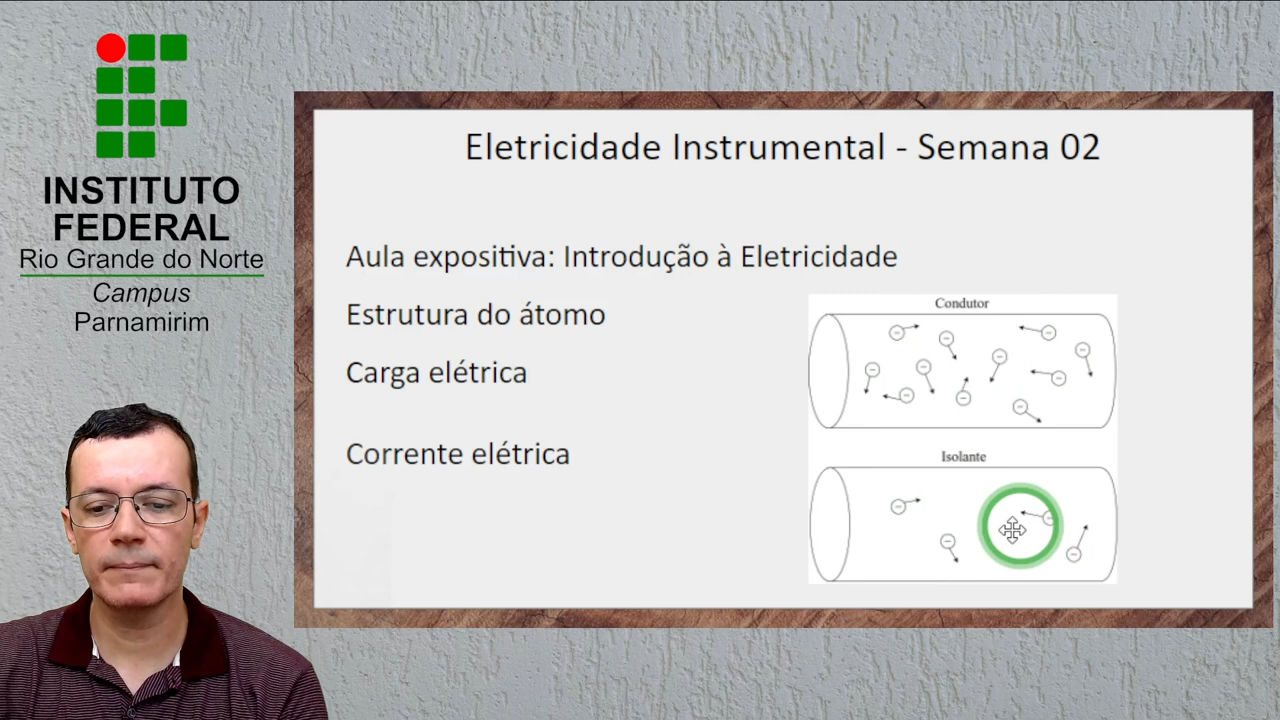 INSTITUTO
FEDERAL
Rio Grande do Norte
Campus
Parnamirim
Eletricidade Instrumental - Semana 02
Aula expositiva: Introdução à Eletricidade
Estrutura do átomo
Carga elétrica
Corrente elétrica
Condutor
Isolante